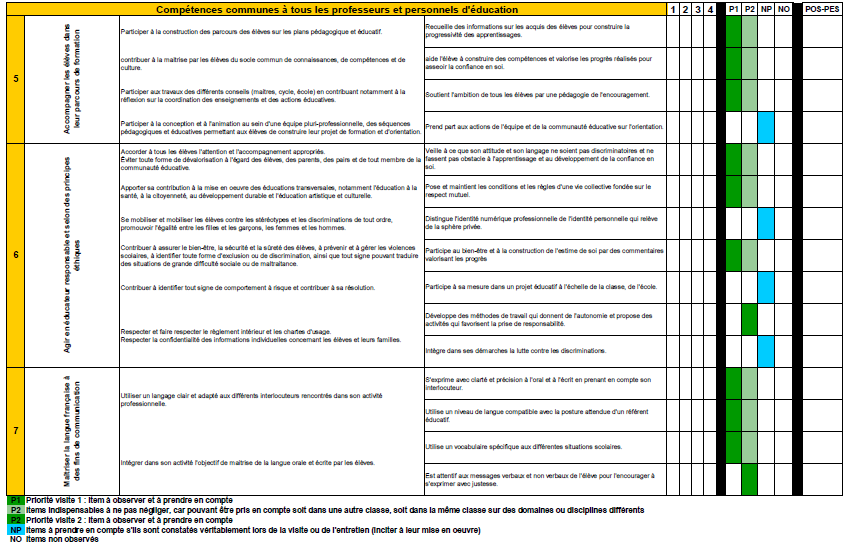 Compétences communes à tous les professeurs et personnels d'éducation
1 2 3 4 P1 P2 NP NO POS-PES
5
Accompagner les élèves dans
leur parcours de formation
Participer à la construction des parcours des élèves sur les plans pédagogique et éducatif.
contribuer à la maitrise par les élèves du socle commun de connaissances, de compétences et de
culture.
Participer aux travaux des différents conseils (maitres, cycle, école) en contribuant notamment à la
réflexion sur la coordination des enseignements et des actions éducatives.
Participer à la conception et à l'animation au sein d'une équipe pluri-professionnelle, des séquences
pédagogiques et éducatives permettant aux élèves de construire leur projet de formation et d'orientation.
Recueille des informations sur les acquis des élèves pour construire la
progressivité des apprentissages.
aide l'élève à construire des compétences et valorise les progrès réalisés pour
asseoir la confiance en soi.
Soutient l'ambition de tous les élèves par une pédagogie de l'encouragement.
Prend part aux actions de l'équipe et de la communauté éducative sur l'orientation.
6
Agir en éducateur responsable et selon des principes
éthiques
Accorder à tous les élèves l'attention et l'accompagnement appropriés.
Éviter toute forme de dévalorisation à l'égard des élèves, des parents, des pairs et de tout membre de la
communauté éducative.
Apporter sa contribution à la mise en oeuvre des éducations transversales, notamment l'éducation à la
santé, à la citoyenneté, au développement durable et l'éducation artistique et culturelle.
Se mobiliser et mobiliser les élèves contre les stéréotypes et les discriminations de tout ordre,
promouvoir l'égalité entre les filles et les garçons, les femmes et les hommes.
Contribuer à assurer le bien-être, la sécurité et la sûreté des élèves, à prévenir et à gérer les violences
scolaires, à identifier toute forme d'exclusion ou de discrimination, ainsi que tout signe pouvant traduire
des situations de grande difficulté sociale ou de maltraitance.
Contribuer à identifier tout signe de comportement à risque et contribuer à sa résolution.
Respecter et faire respecter le règlement intérieur et les chartes d'usage.
Respecter la confidentialité des informations individuelles concernant les élèves et leurs familles.
Veille à ce que son attitude et son langage ne soient pas discriminatoires et ne
fassent pas obstacle à l'apprentissage et au développement de la confiance en
soi.
Pose et maintient les conditions et les règles d'une vie collective fondée sur le
respect mutuel.
Distingue l'identité numérique professionnelle de l'identité personnelle qui relève
de la sphère privée.
Participe au bien-être et à la construction de l'estime de soi par des commentaires
valorisant les progrès
Participe à sa mesure dans un projet éducatif à l'échelle de la classe, de l'école.
Développe des méthodes de travail qui donnent de l'autonomie et propose des
activités qui favorisent la prise de responsabilité.
Intègre dans ses démarches la lutte contre les discriminations.
7
Maîtriser la langue française à
des fins de communication
Utiliser un langage clair et adapté aux différents interlocuteurs rencontrés dans son activité
professionnelle.
Intégrer dans son activité l'objectif de maitrise de la langue orale et écrite par les élèves.
S'exprime avec clarté et précision à l'oral et à l'écrit en prenant en compte son
interlocuteur.
Utilise un niveau de langue compatible avec la posture attendue d'un référent
éducatif.
Utilise un vocabulaire spécifique aux différentes situations scolaires.
Est attentif aux messages verbaux et non verbaux de l'élève pour l'encourager à
s'exprimer avec justesse.
P1 Priorité visite 1 : Item à observer et à prendre en compte
P2 Items indispensables à ne pas négliger, car pouvant être pris en compte soit dans une autre classe, soit dans la même classe sur des domaines ou disciplines différents
P2 Priorité visite 2 : Item à observer et à prendre en compte
NP Items à prendre en compte s'ils sont constatés véritablement lors de la visite ou de l'entretien (inciter à leur mise en oeuvre)
NO Items non observés